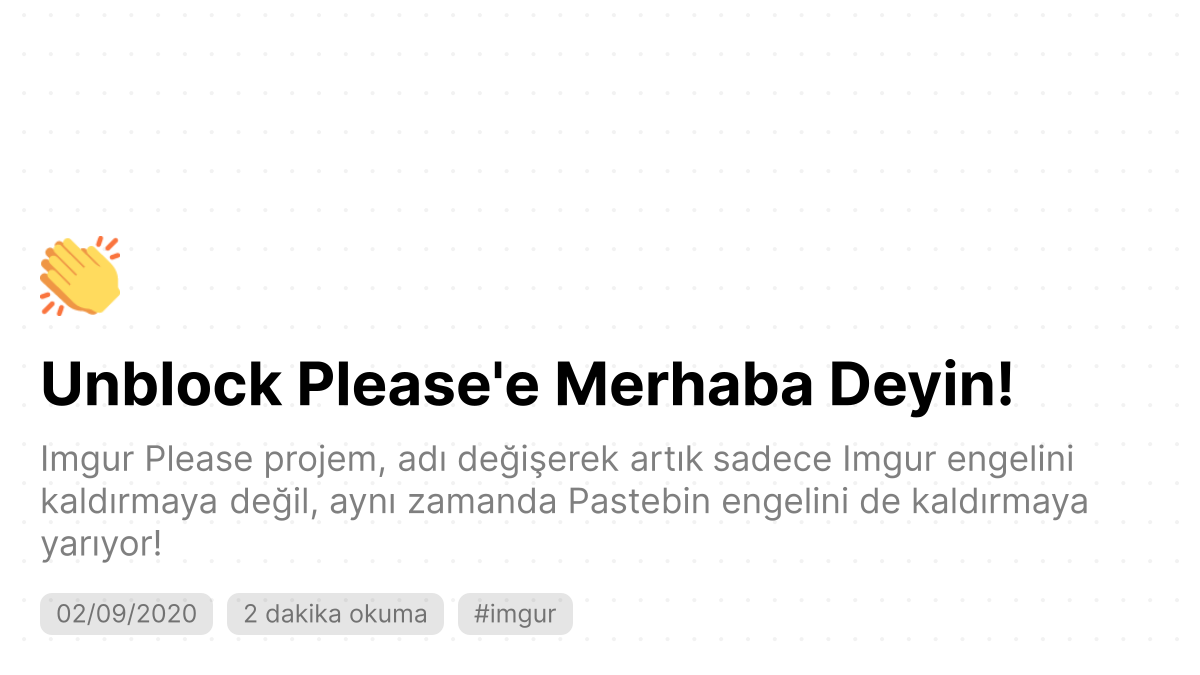 Unblock Please'e Merhaba Deyin!
Imgur Please projem, adı değişerek artık sadece Imgur engelini
kaldırmaya değil, aynı zamanda Pastebin engelini de kaldırmaya
yarıyor!
02/09/2020 2 dakika okuma #imgur